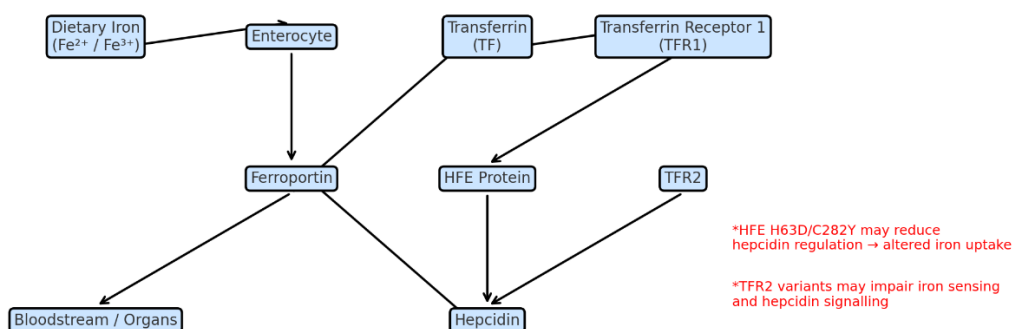 Dietary Iron
(Fe²⁺ / Fe³⁺)
Enterocyte
Transferrin
(TF)
Transferrin Receptor 1
(TFR1)
Ferroportin
HFE Protein
TFR2
*HFE H63D/C282Y may reduce
hepcidin regulation → altered iron uptake
*TFR2 variants may impair iron sensing
and hepcidin signalling
Bloodstream / Organs
Hepcidin